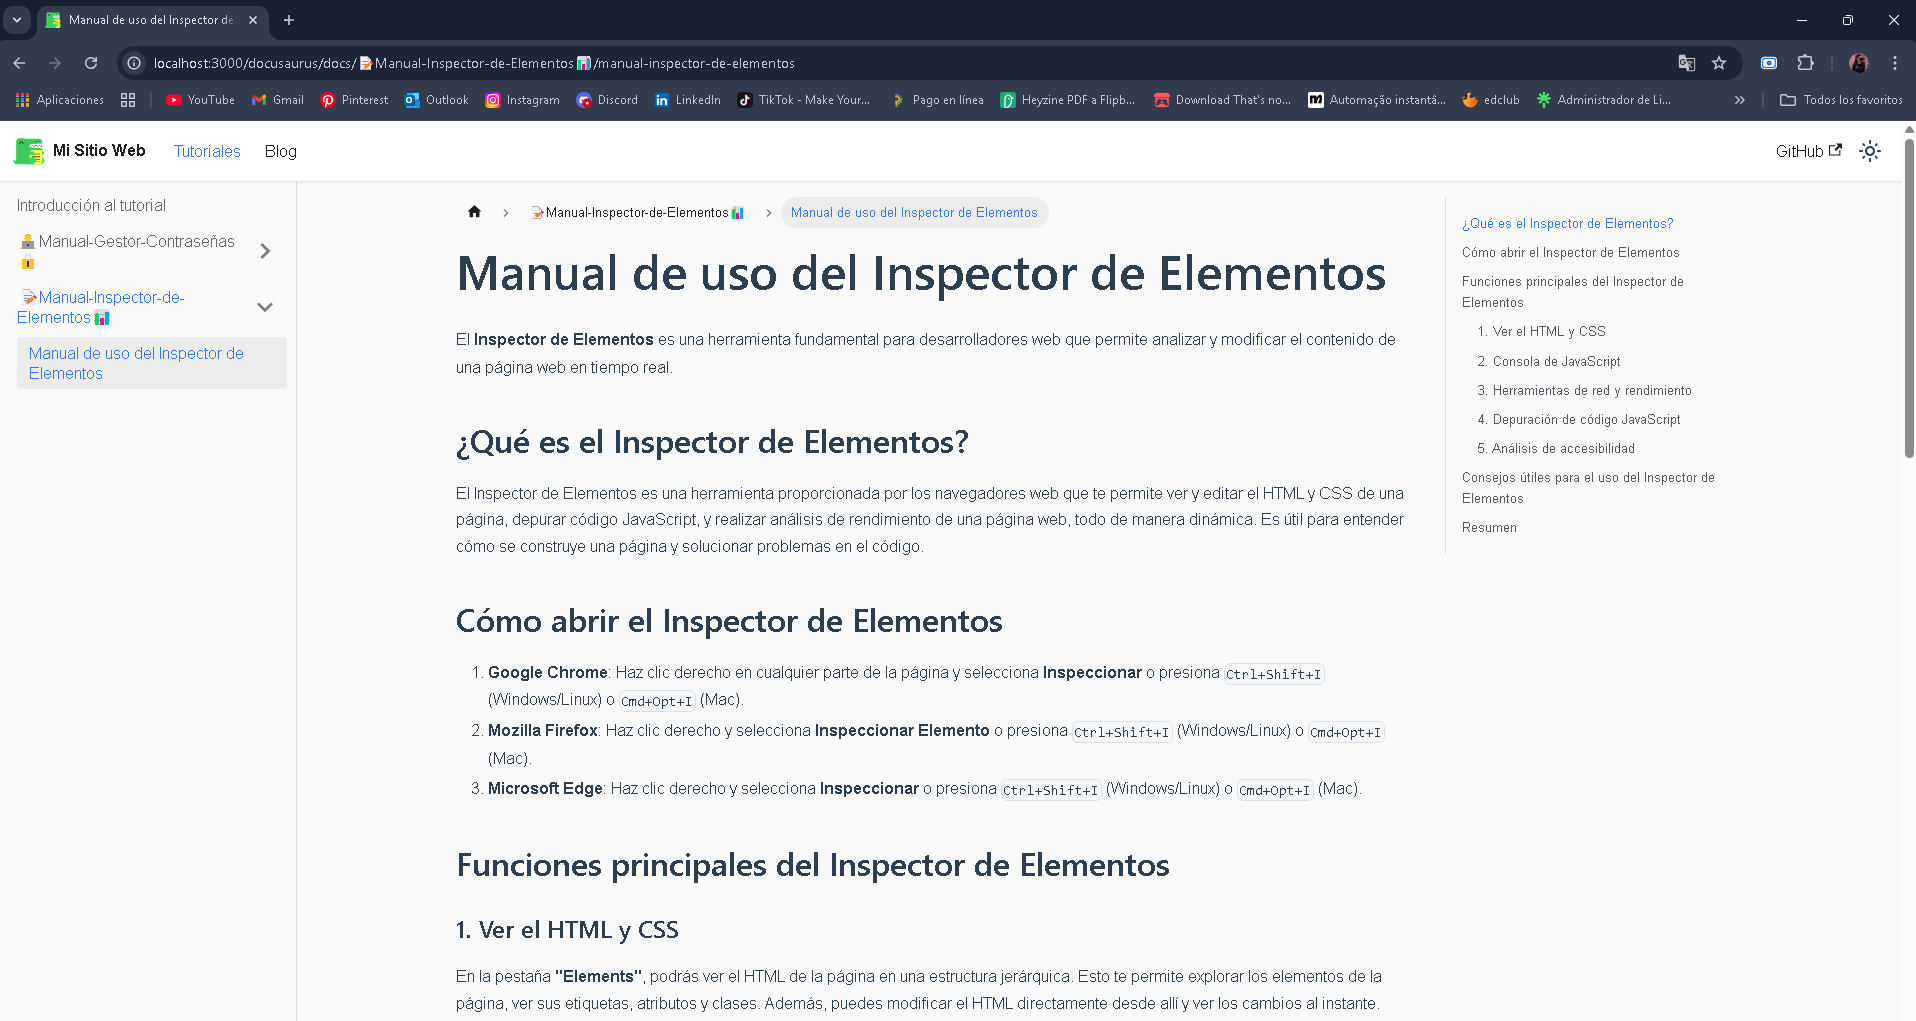 Manual de uso del Inspector de
localhost:3000/docusaurus/docs/📝Manual-Inspector-de-Elementos📊/manual-inspector-de-elementos
Aplicaciones YouTube Gmail Pinterest Outlook Instagram Discord LinkedIn TikTok - Make Your... Pago en línea Heyzine PDF a Flipb... Download That's no... Automação instantâ... edclub Administrador de Li... » Todos los favoritos
Mi Sitio Web Tutoriales Blog GitHub
Introducción al tutorial
Manual-Gestor-Contraseñas
📝Manual-Inspector-de-
Elementos📊
Manual de uso del Inspector de
Elementos
📝Manual-Inspector-de-Elementos📊 Manual de uso del Inspector de Elementos
Manual de uso del Inspector de Elementos
El Inspector de Elementos es una herramienta fundamental para desarrolladores web que permite analizar y modificar el contenido de
una página web en tiempo real.
¿Qué es el Inspector de Elementos?
El Inspector de Elementos es una herramienta proporcionada por los navegadores web que te permite ver y editar el HTML y CSS de una
página, depurar código JavaScript, y realizar análisis de rendimiento de una página web, todo de manera dinámica. Es útil para entender
cómo se construye una página y solucionar problemas en el código.
Cómo abrir el Inspector de Elementos
1. Google Chrome: Haz clic derecho en cualquier parte de la página y selecciona Inspeccionar o presiona Ctrl+Shift+I
(Windows/Linux) o Cmd+Opt+I (Mac).
2. Mozilla Firefox: Haz clic derecho y selecciona Inspeccionar Elemento o presiona Ctrl+Shift+I (Windows/Linux) o Cmd+Opt+I
(Mac).
3. Microsoft Edge: Haz clic derecho y selecciona Inspeccionar o presiona Ctrl+Shift+I (Windows/Linux) o Cmd+Opt+I (Mac).
Funciones principales del Inspector de Elementos
1. Ver el HTML y CSS
En la pestaña "Elements", podrás ver el HTML de la página en una estructura jerárquica. Esto te permite explorar los elementos de la
página, ver sus etiquetas, atributos y clases. Además, puedes modificar el HTML directamente desde allí y ver los cambios al instante.
¿Qué es el Inspector de Elementos?
Cómo abrir el Inspector de Elementos
Funciones principales del Inspector de
Elementos
1. Ver el HTML y CSS
2. Consola de JavaScript
3. Herramientas de red y rendimiento
4. Depuración de código JavaScript
5. Análisis de accesibilidad
Consejos útiles para el uso del Inspector de
Elementos
Resumen